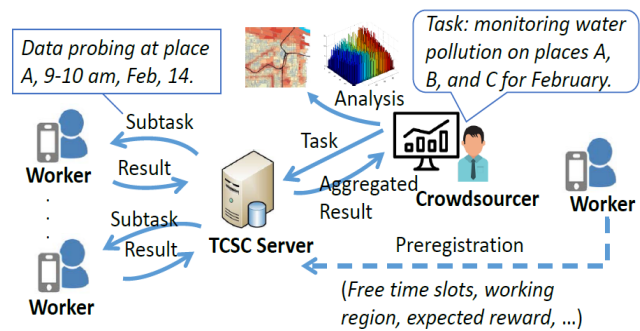 Data probing at place
A, 9-10 am, Feb, 14.
Task: monitoring water
pollution on places A,
B, and C for February.
Analysis
Subtask
Task
Worker
Result
Aggregated
Result
Crowdsourcer
Worker
Subtask
Result
TCSC Server
Preregistration
Worker
(Free time slots, working
region, expected reward, ...)